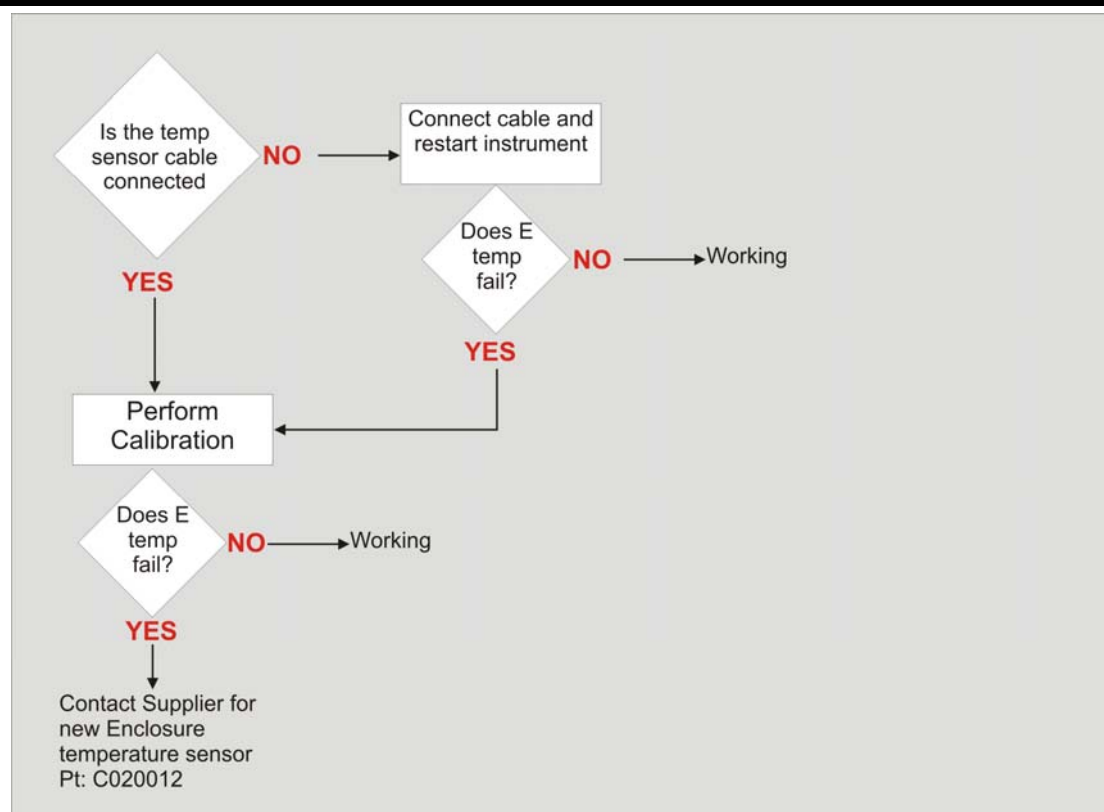 Is the temp
sensor cable
connected
NO
Connect cable and
restart instrument
Does E
temp
fail?
NO
Working
YES
YES
Perform
Calibration
Does E
temp
fail?
NO
Working
YES
Contact Supplier for
new Enclosure
temperature sensor
Pt: C020012